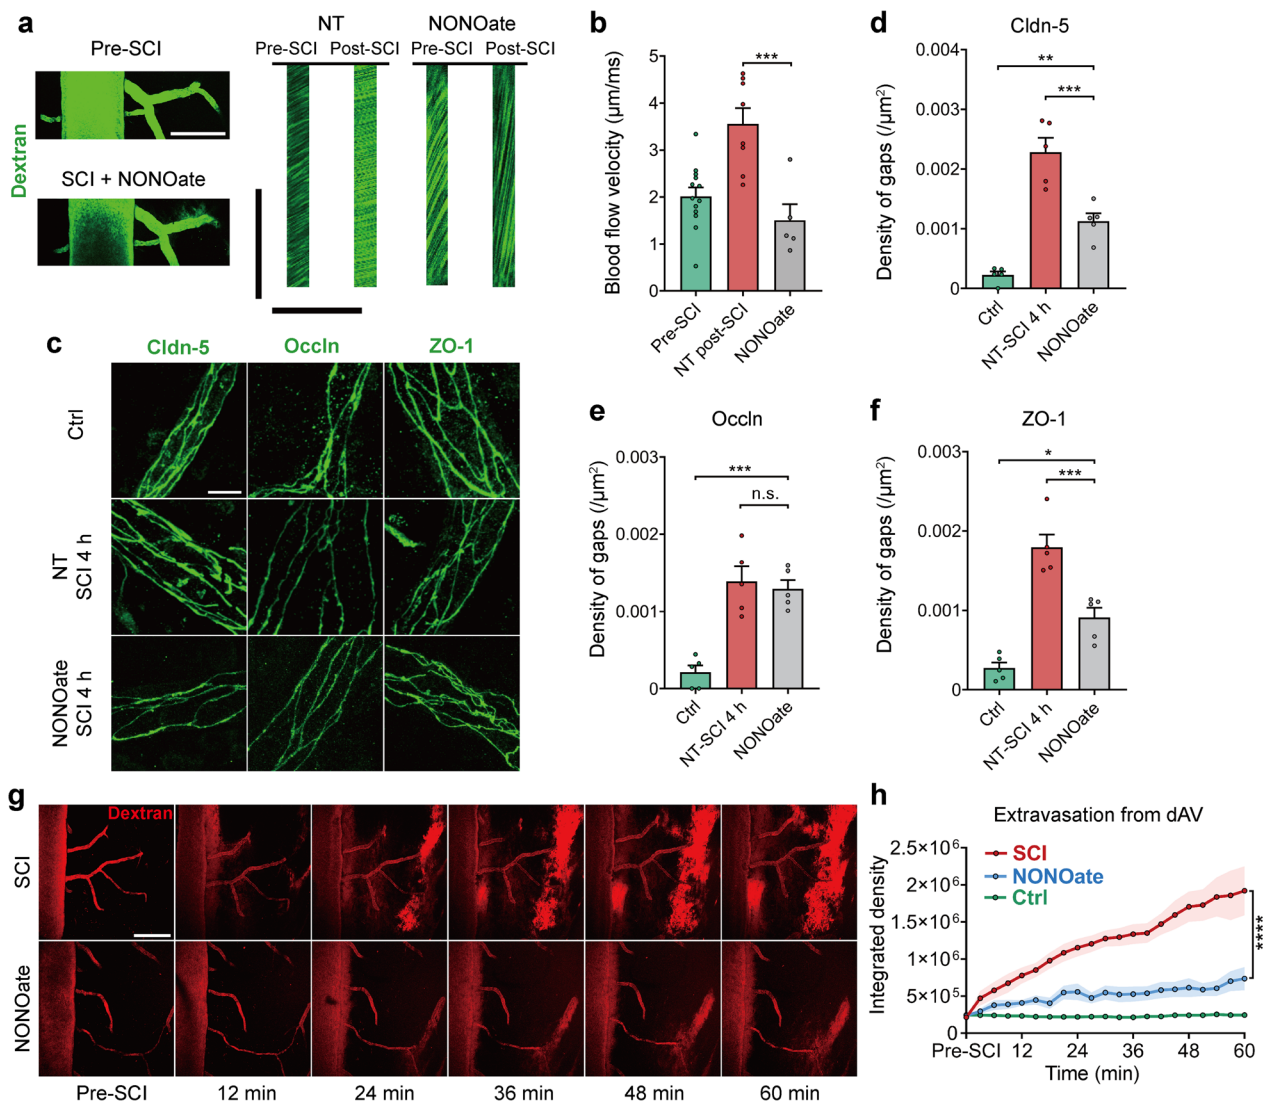 a
Pre-SCI
SCI + NONOate
Dextran
NT
NONOate
Pre-SCI
Post-SCI
Pre-SCI
Post-SCI
b
Blood flow velocity (μm/ms)
5
4
3
2
1
0
***
Pre-SCI
NT post-SCI
NONOate
d
Cldn-5
Density of gaps (/μm²)
0.004
0.003
0.002
0.001
0
**
***
Ctrl
NT-SCI 4 h
NONOate
c
Cldn-5
Occln
ZO-1
Ctrl
NT
SCI 4 h
NONOate
SCI 4 h
e
Occln
Density of gaps (/μm²)
0.003
0.002
0.001
0
***
n.s.
Ctrl
NT-SCI 4 h
NONOate
f
ZO-1
Density of gaps (/μm²)
0.003
0.002
0.001
0
*
***
Ctrl
NT-SCI 4 h
NONOate
g
Dextran
SCI
NONOate
Pre-SCI
12 min
24 min
36 min
48 min
60 min
h
Extravasation from dAV
Integrated density
2.5×10⁶
2×10⁶
1.5×10⁶
1×10⁶
5×10⁵
0
SCI
NONOate
Ctrl
****
Pre-SCI
12
24
36
48
60
Time (min)